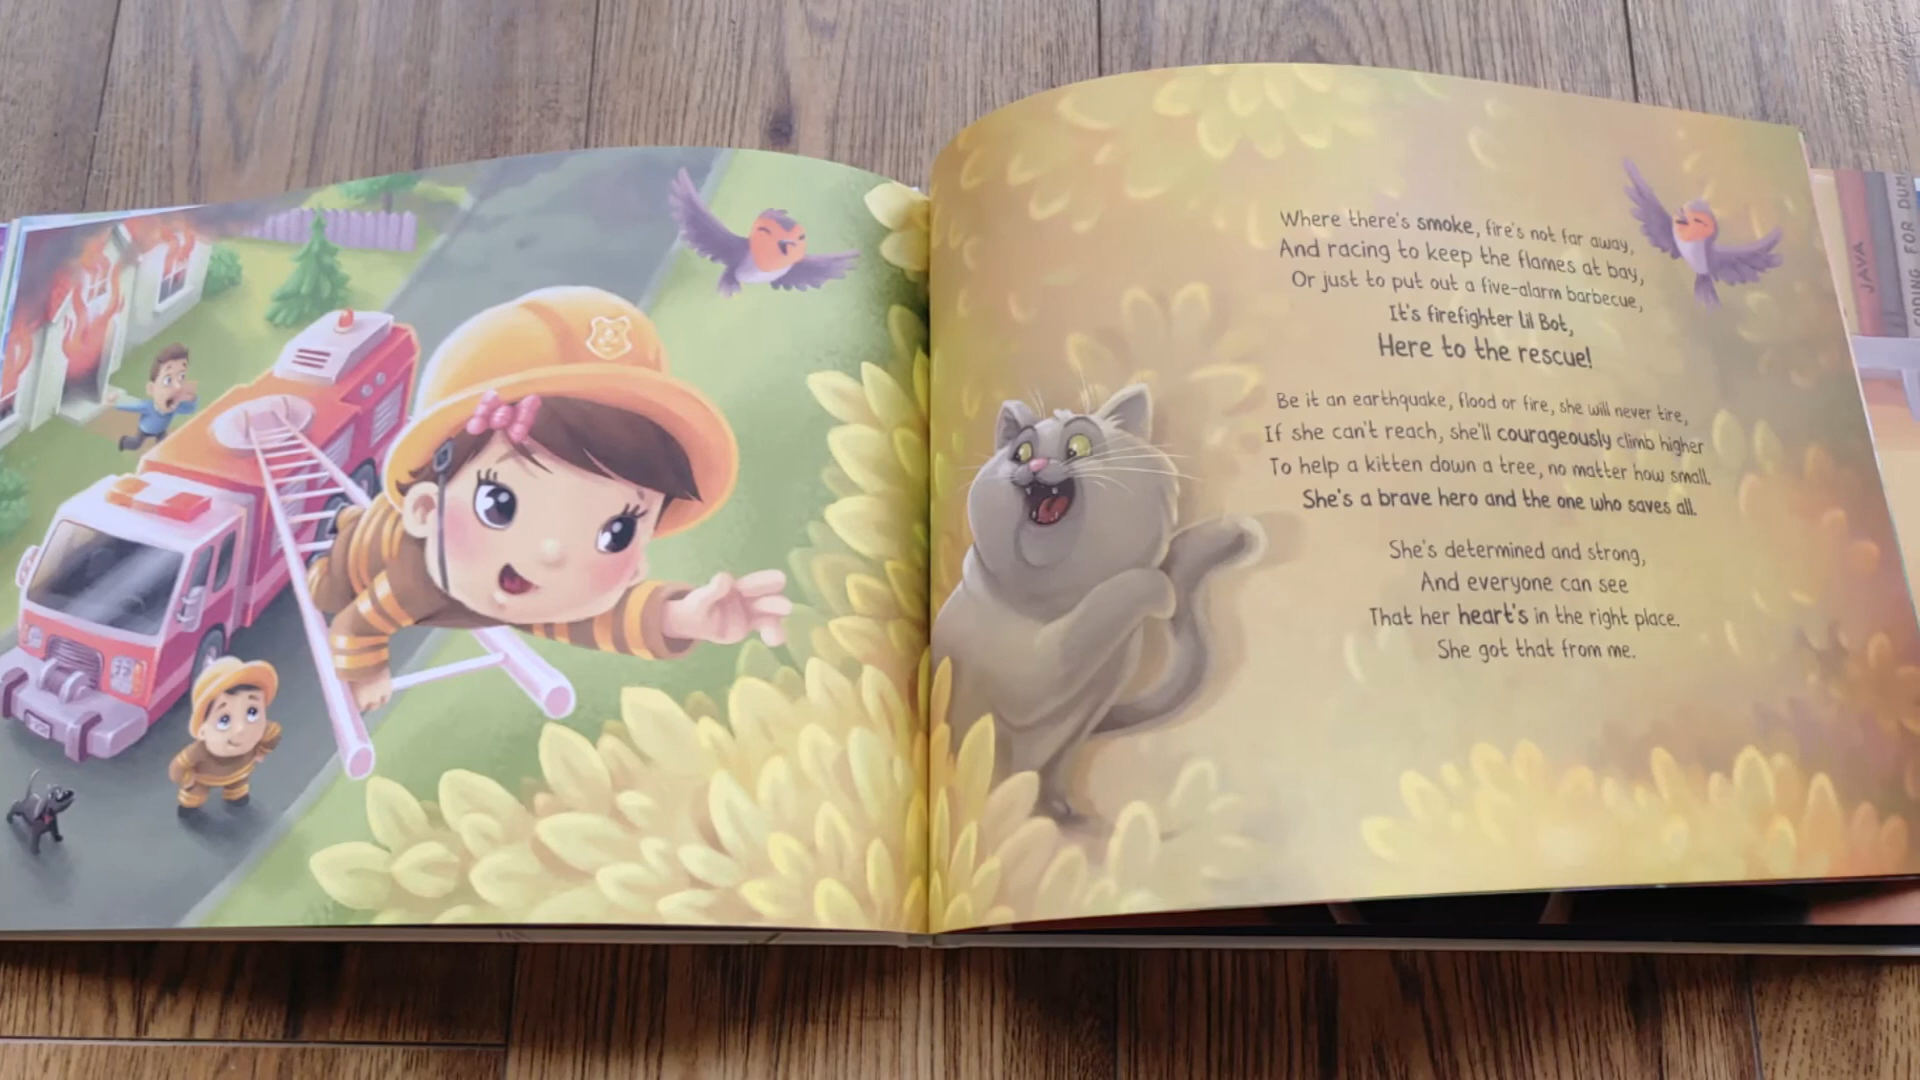 Where there's smoke, fire's not far away,
And racing to keep the flames at bay,
Or just to put out a five-alarm barbecue,
It's firefighter Lil Bot,
Here to the rescue!
Be it an earthquake, flood or fire, she will never tire,
If she can't reach, she'll courageously climb higher
To help a kitten down a tree, no matter how small.
She's a brave hero and the one who saves all.
She's determined and strong,
And everyone can see
That her heart's in the right place.
She got that from me.
JAVA
CODING FOR DUM